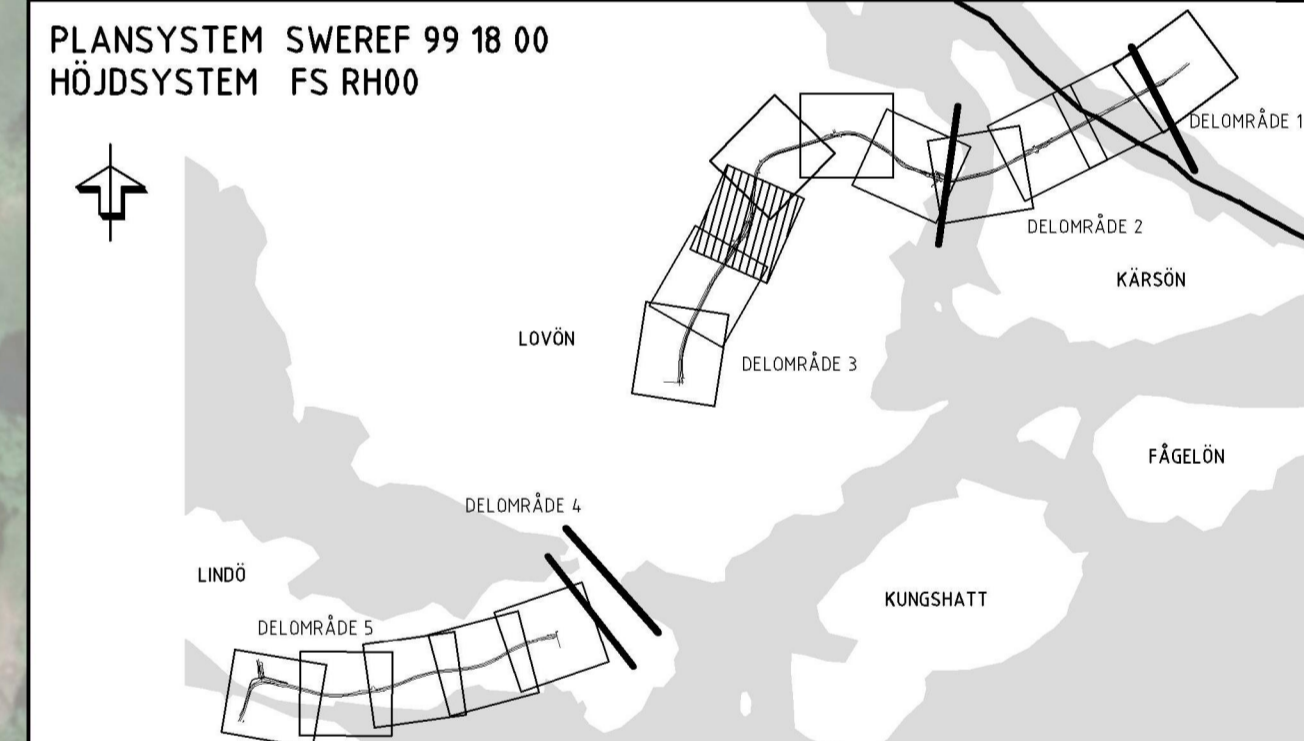 PLANSYSTEM SWEREF 99 18 00
HÖJDSYSTEM FS RH00
DELOMRÅDE 1
DELOMRÅDE 2
KÄRSÖN
LOVÖN
DELOMRÅDE 3
FÅGELÖN
DELOMRÅDE 4
LINDÖ
KUNGSHATT
DELOMRÅDE 5